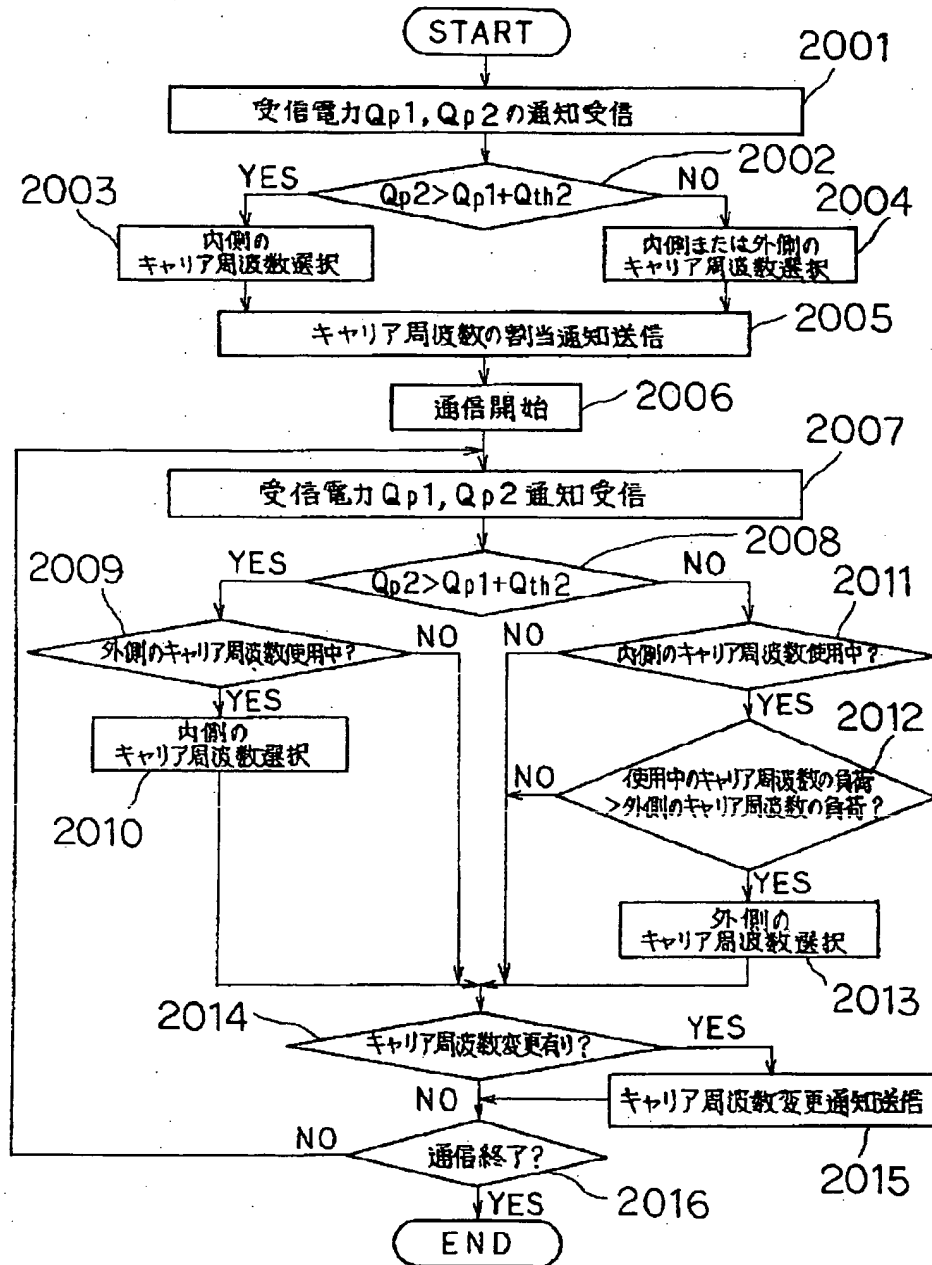 START
2001
受信電力Qp1,Qp2の通知受信
2002
YES
NO
2003
Qp2>Qp1+Qth2
2004
内側の
キャリア周波数選択
内側または外側の
キャリア周波数選択
2005
キャリア周波数の割当通知送信
2006
通信開始
2007
受信電力Qp1,Qp2通知受信
2008
YES
NO
2009
Qp2>Qp1+Qth2
2011
外側のキャリア周波数使用中?
NO
NO
内側のキャリア周波数使用中?
YES
YES
2012
内側の
キャリア周波数選択
NO
使用中のキャリア周波数の負荷
>外側のキャリア周波数の負荷?
2010
YES
外側の
キャリア周波数選択
2013
2014
キャリア周波数変更有り?
YES
NO
キャリア周波数変更通知送信
NO
通信終了?
2015
2016
YES
END